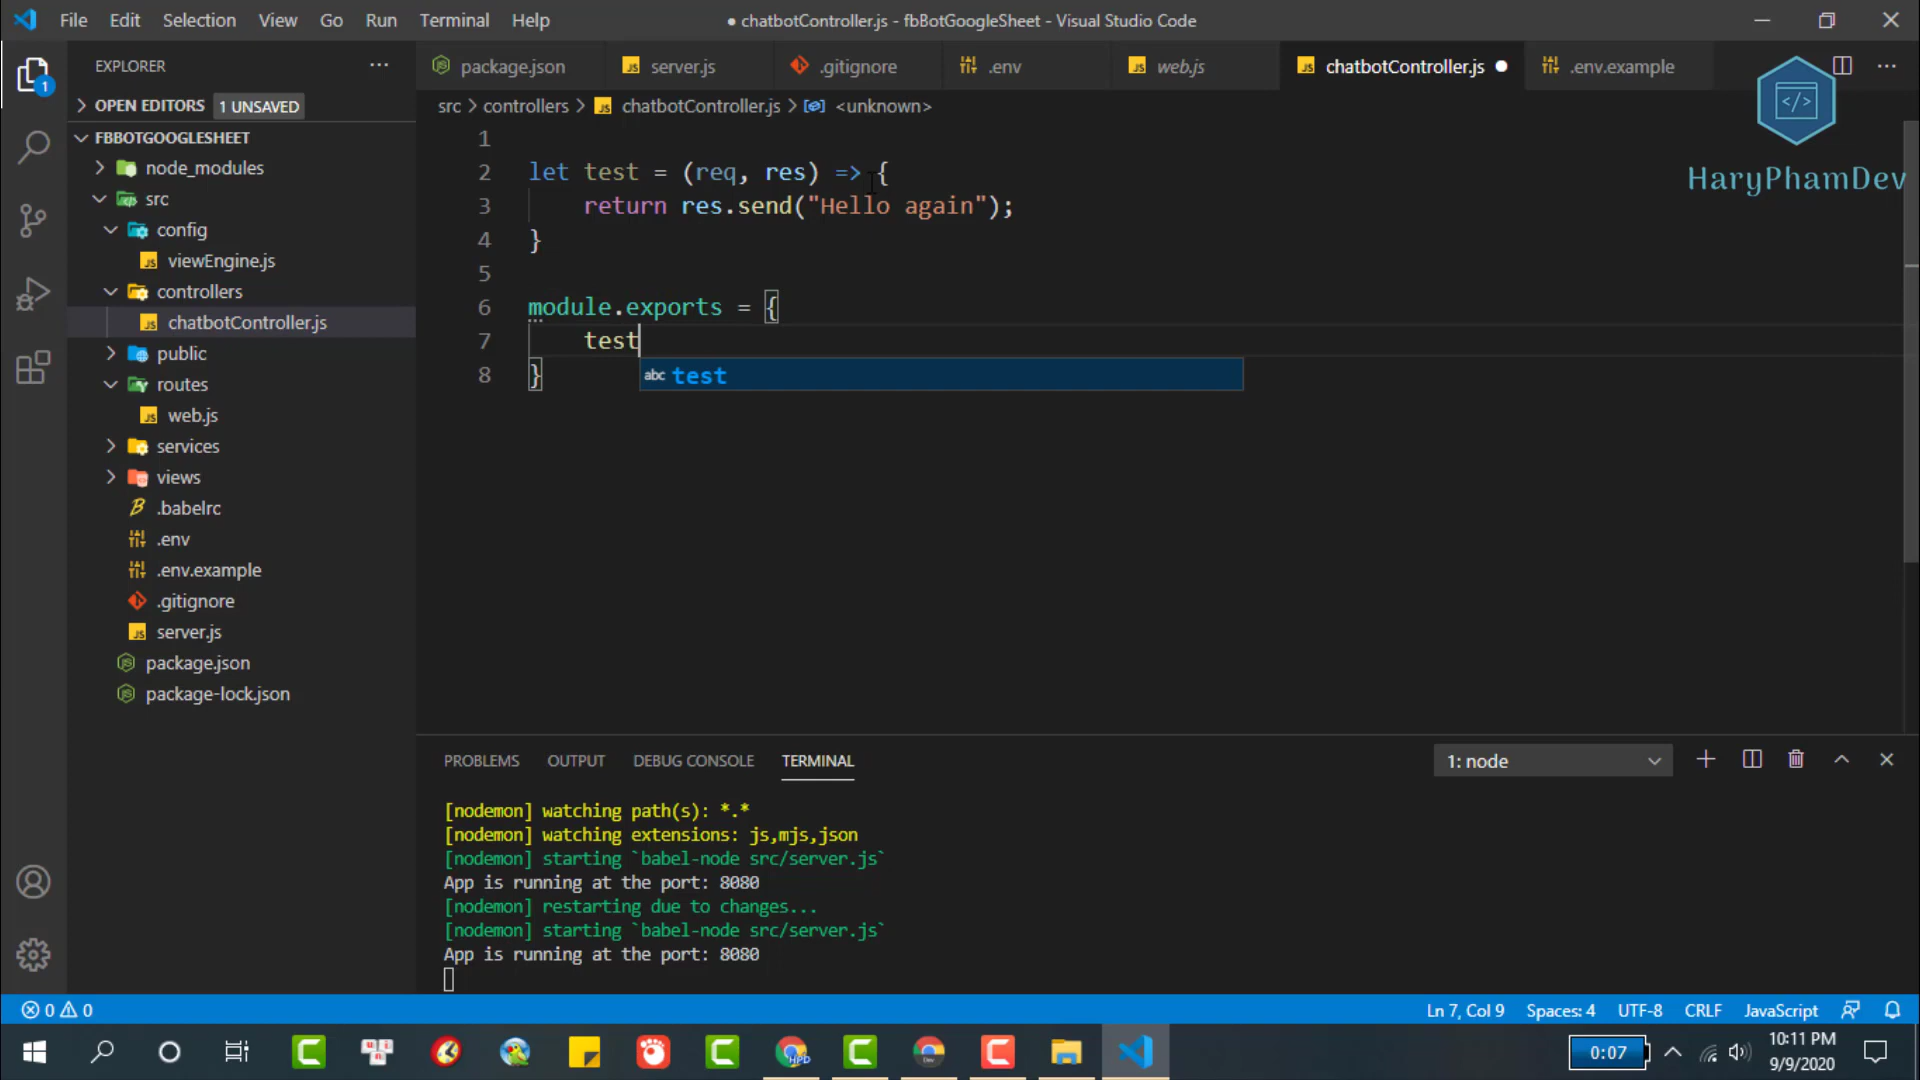 File Edit Selection View Go Run Terminal Help
● chatbotController.js - fbBotGoogleSheet - Visual Studio Code
EXPLORER
package.json server.js .gitignore .env web.js chatbotController.js ● .env.example
OPEN EDITORS 1 UNSAVED
src > controllers > chatbotController.js > <unknown>
FBBOTGOOGLESHEET
node_modules
src
config
viewEngine.js
controllers
chatbotController.js
public
routes
web.js
services
views
.babelrc
.env
.env.example
.gitignore
server.js
package.json
package-lock.json
1
2 let test = (req, res) => {
3 return res.send("Hello again");
4 }
5
6 module.exports = {
7 test
8 }
abc test
</>
HaryPhamDev
PROBLEMS OUTPUT DEBUG CONSOLE TERMINAL
1: node
[nodemon] watching path(s): *.*
[nodemon] watching extensions: js,mjs,json
[nodemon] starting `babel-node src/server.js`
App is running at the port: 8080
[nodemon] restarting due to changes...
[nodemon] starting `babel-node src/server.js`
App is running at the port: 8080
0 0
Ln 7, Col 9 Spaces: 4 UTF-8 CRLF JavaScript
0:07
10:11 PM
9/9/2020